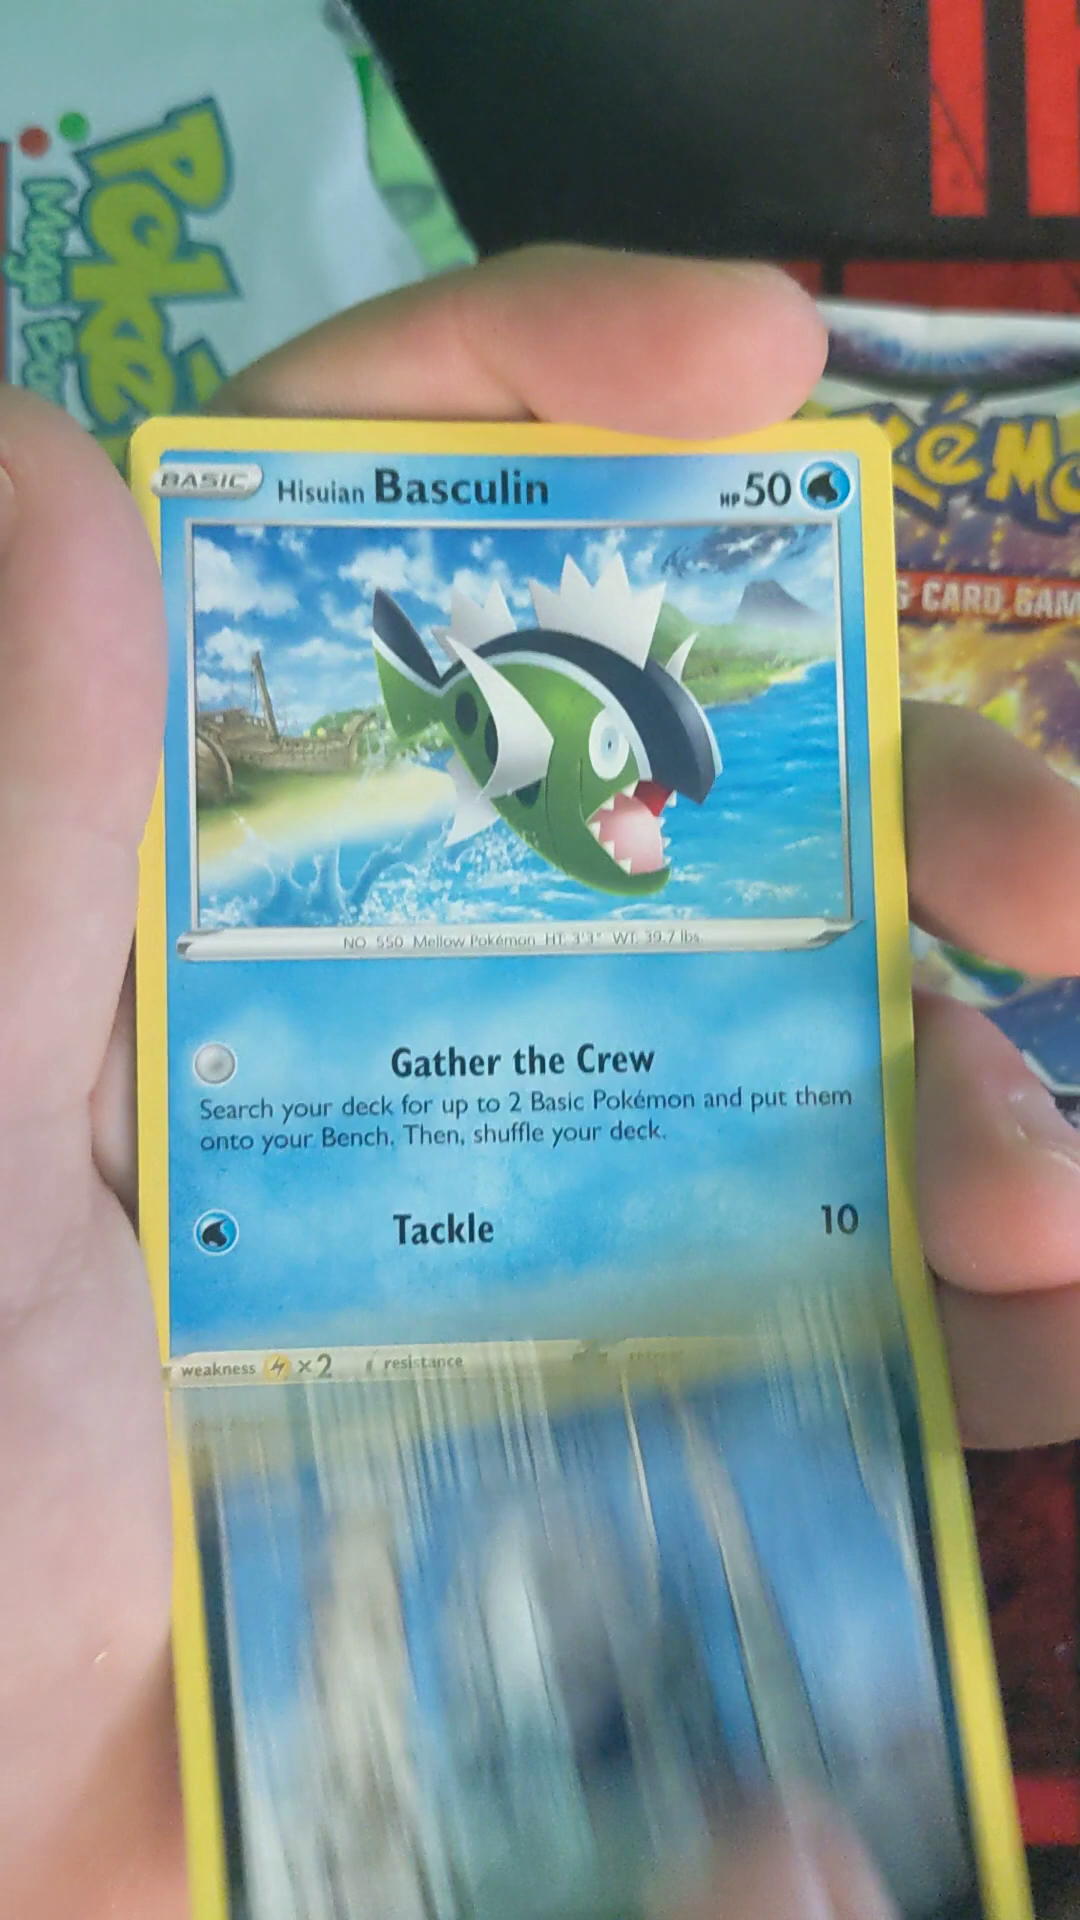 Poké
Mega
BASIC Hisuian Basculin HP 50
KéMo
G CARD GAM
NO. 550 Mellow Pokémon HT: 3'3" WT: 39.7 lbs.
Gather the Crew
Search your deck for up to 2 Basic Pokémon and put them
onto your Bench. Then, shuffle your deck.
Tackle 10
weakness ×2 resistance